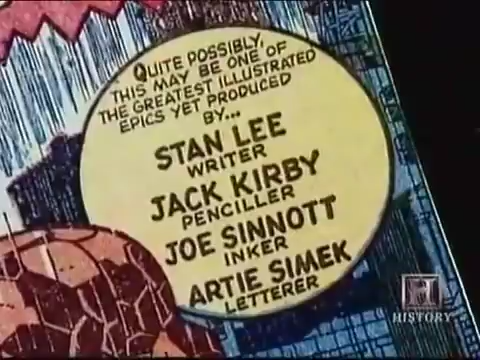 QUITE POSSIBLY,
THIS MAY BE ONE OF
THE GREATEST ILLUSTRATED
EPICS YET PRODUCED
BY...
STAN LEE
WRITER
JACK KIRBY
PENCILLER
JOE SINNOTT
INKER
ARTIE SIMEK
LETTERER
H
HISTORY